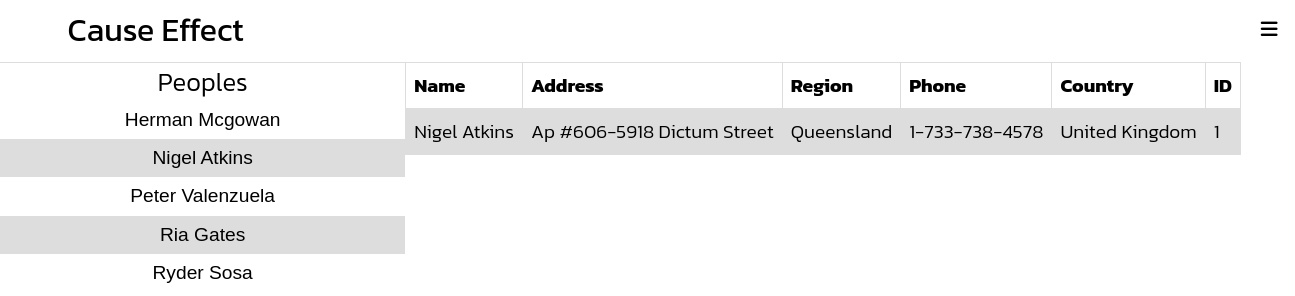 Cause Effect
Peoples
Herman Mcgowan
Nigel Atkins
Peter Valenzuela
Ria Gates
Ryder Sosa
Name Address Region Phone Country ID
Nigel Atkins Ap #606-5918 Dictum Street Queensland 1-733-738-4578 United Kingdom 1